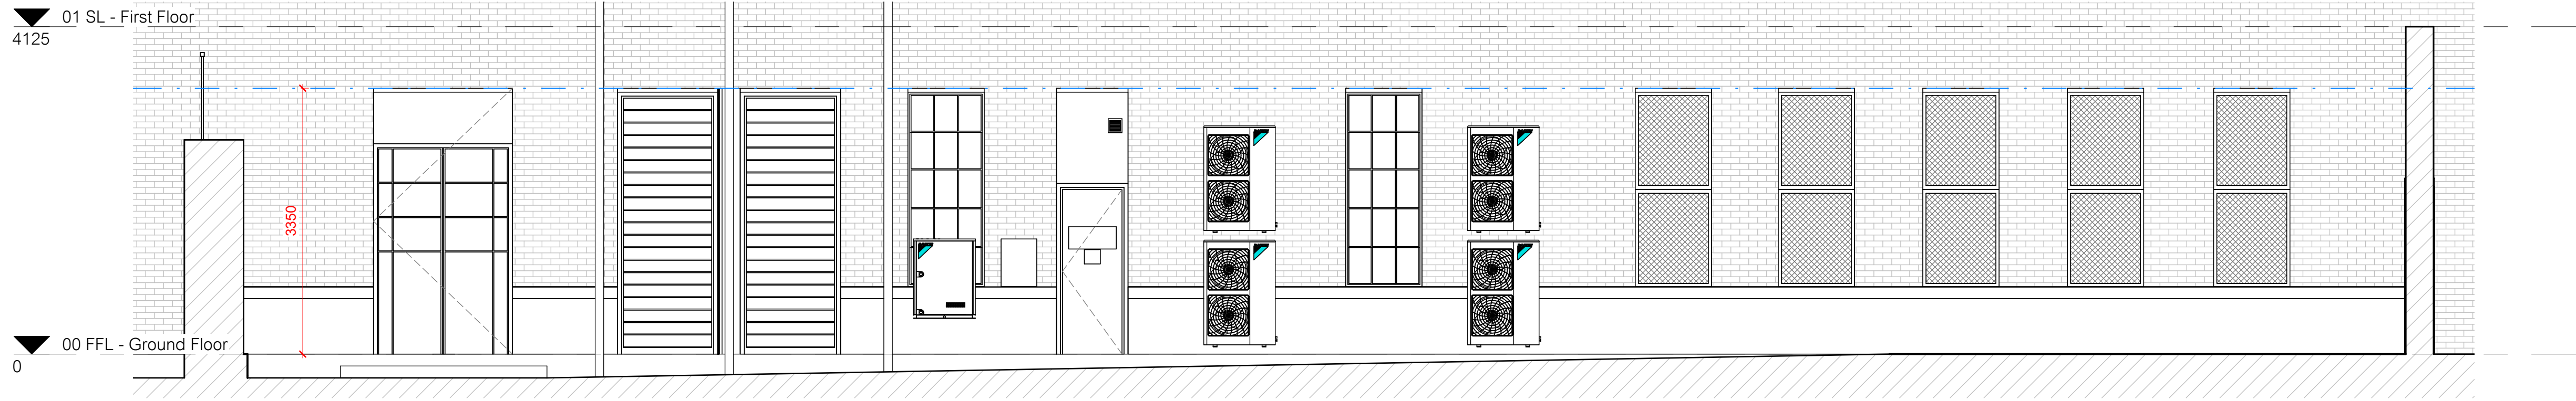 01 SL - First Floor
4125
3350
00 FFL - Ground Floor
0